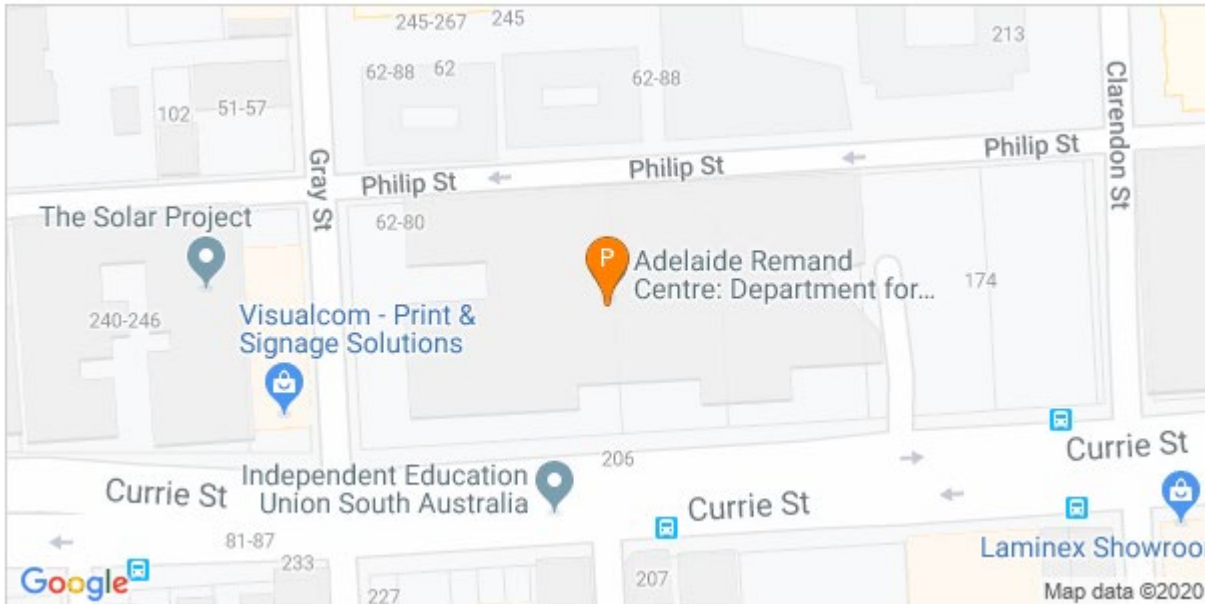 245-267
245
213
62-88
62
62-88
Clarendon St
102
51-57
Gray St
Philip St
Philip St
Philip St
The Solar Project
62-80
P
Adelaide Remand
Centre: Department for...
174
240-246
Visualcom - Print &
Signage Solutions
Currie St
206
Independent Education
Union South Australia
Currie St
Currie St
81-87
233
227
207
Laminex Showroo
Google
Map data ©2020